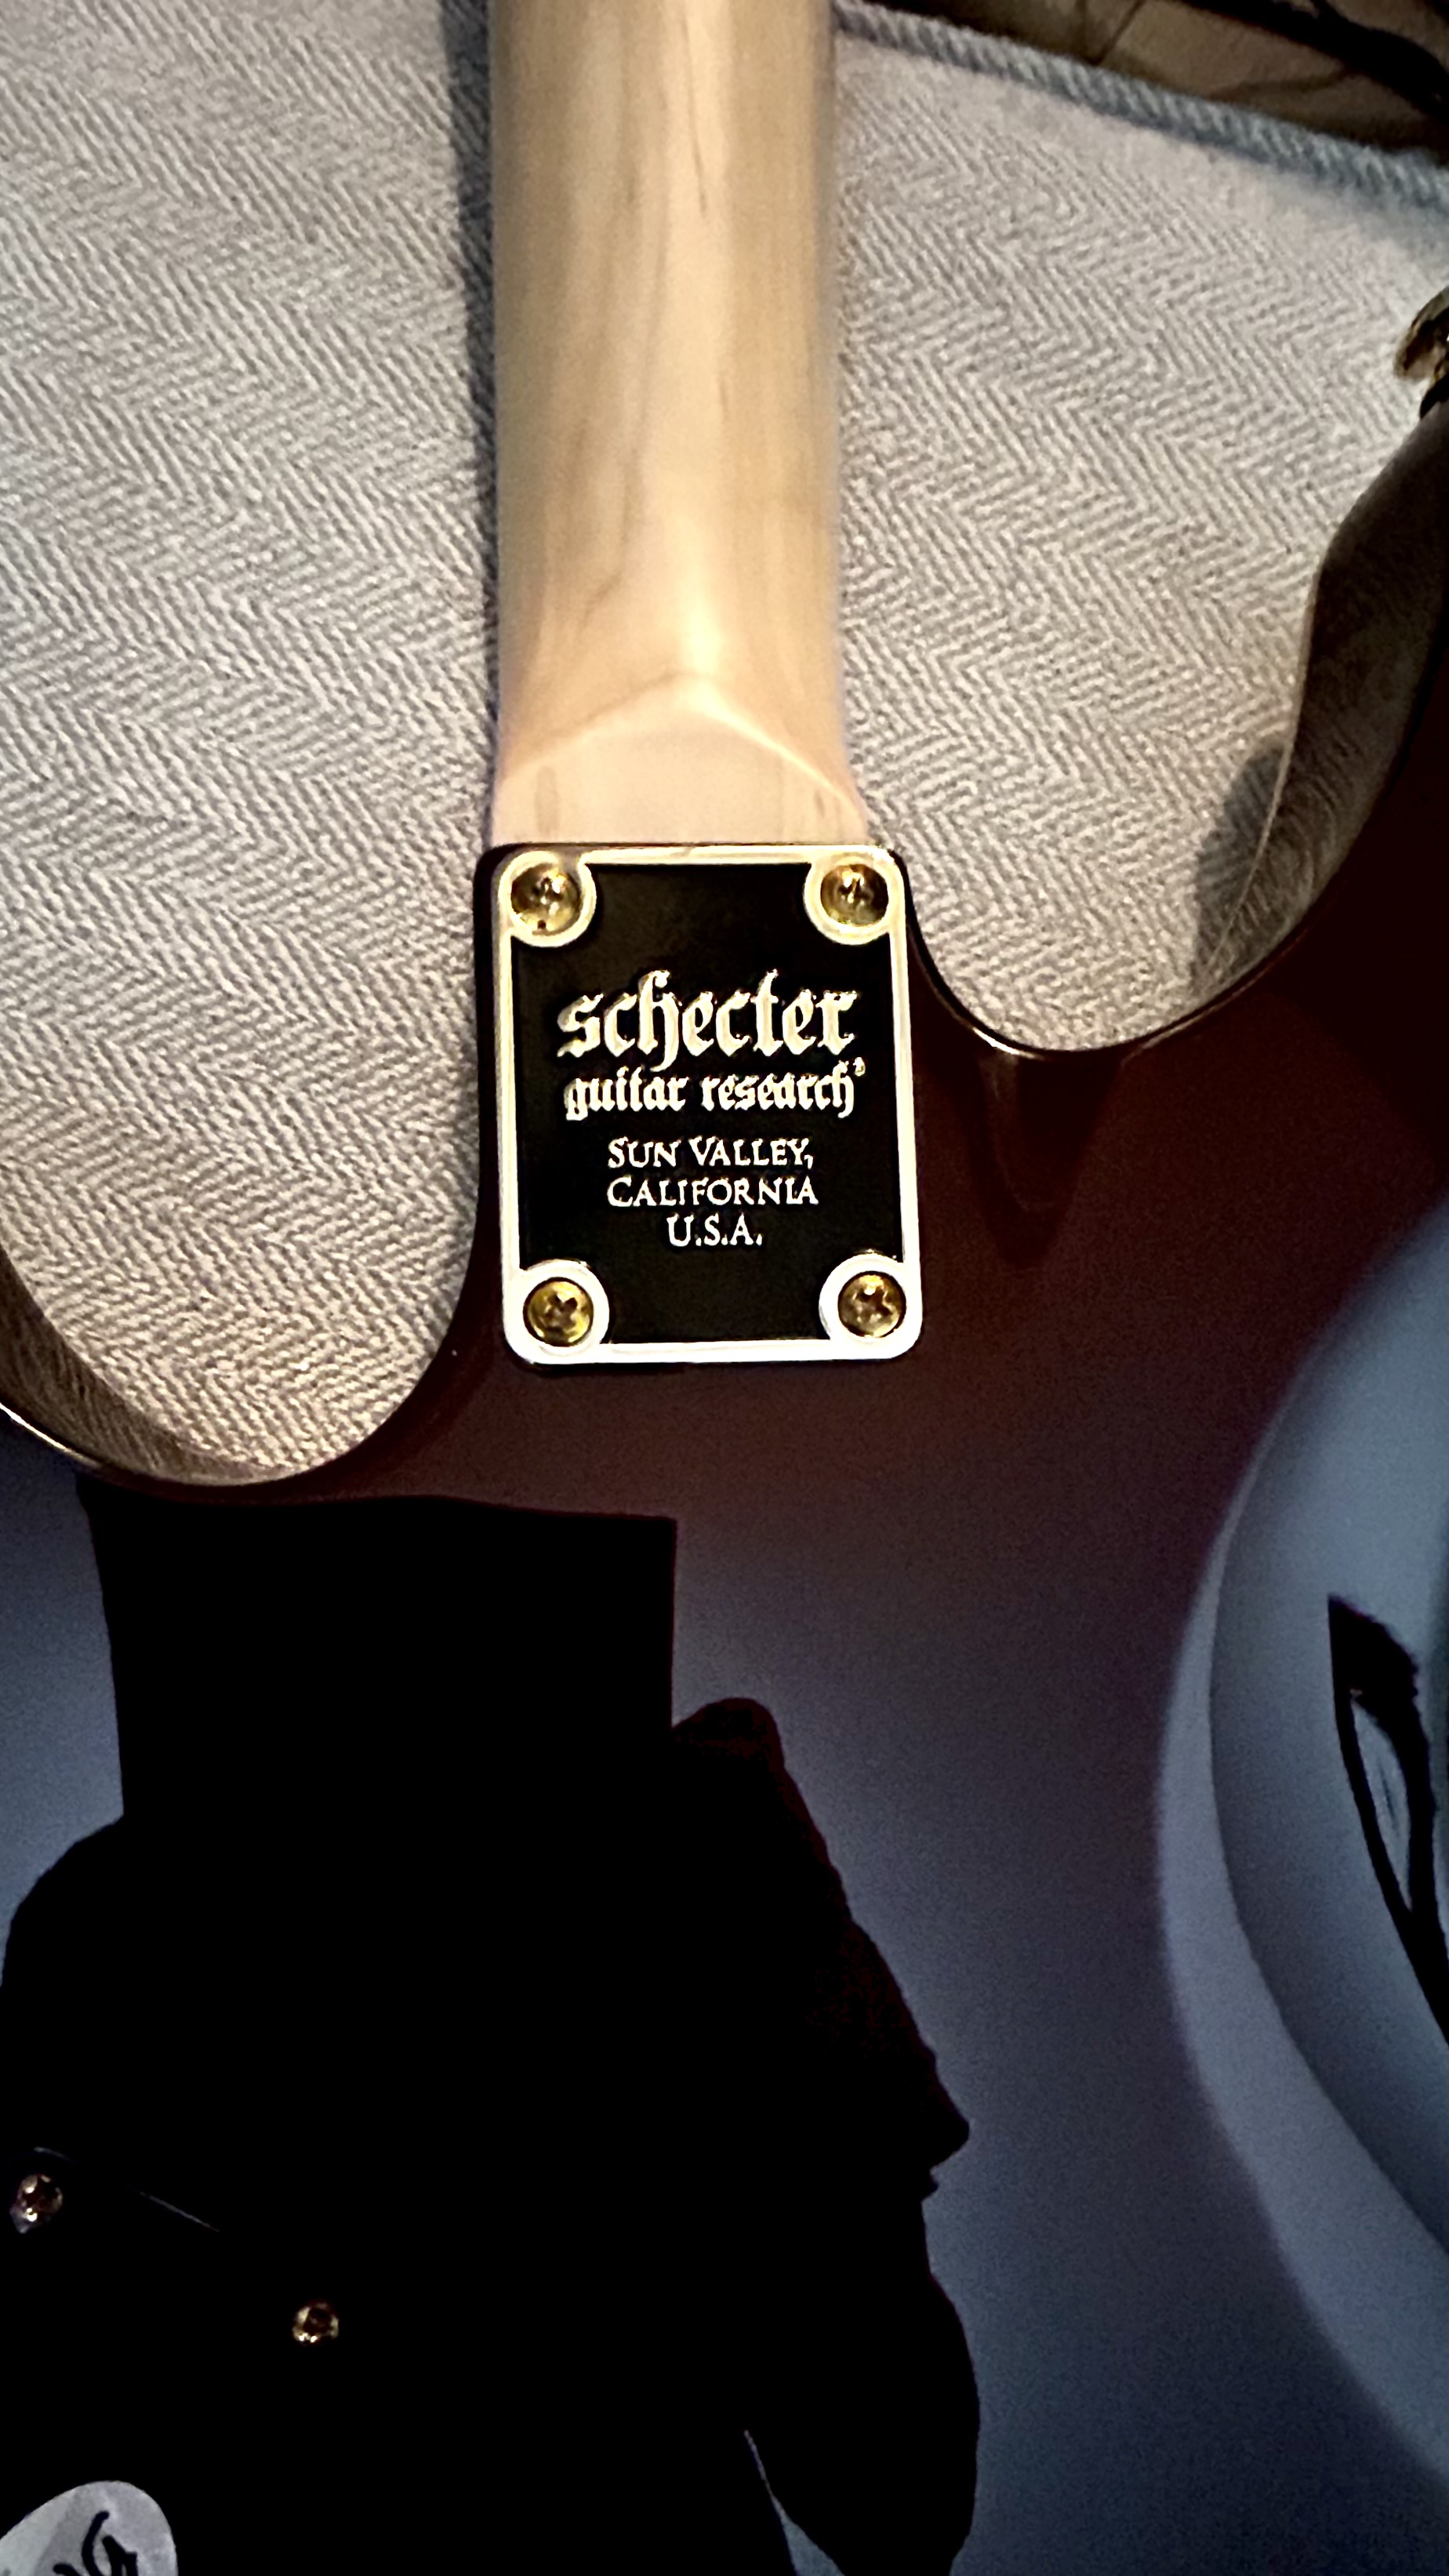 schecter
guitar research®
SUN VALLEY,
CALIFORNIA
U.S.A.